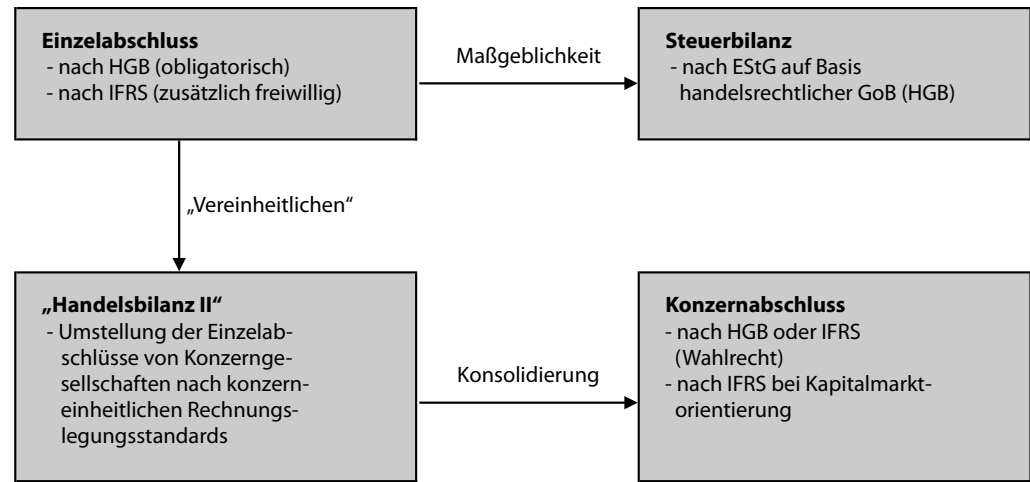 Einzelabschluss
- nach HGB (obligatorisch)
- nach IFRS (zusätzlich freiwillig)
Maßgeblichkeit
Steuerbilanz
- nach EStG auf Basis
handelsrechtlicher GoB (HGB)
„Vereinheitlichen“
„Handelsbilanz II“
- Umstellung der Einzelab-
schlüsse von Konzernge-
sellschaften nach konzern-
einheitlichen Rechnungs-
legungsstandards
Konsolidierung
Konzernabschluss
- nach HGB oder IFRS
(Wahlrecht)
- nach IFRS bei Kapitalmarkt-
orientierung